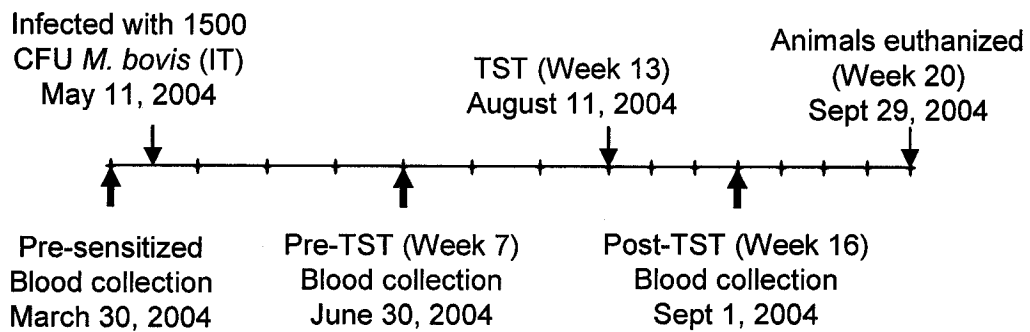 Infected with 1500
CFU M. bovis (IT)
May 11, 2004
TST (Week 13)
August 11, 2004
Animals euthanized
(Week 20)
Sept 29, 2004
Pre-sensitized
Blood collection
March 30, 2004
Pre-TST (Week 7)
Blood collection
June 30, 2004
Post-TST (Week 16)
Blood collection
Sept 1, 2004